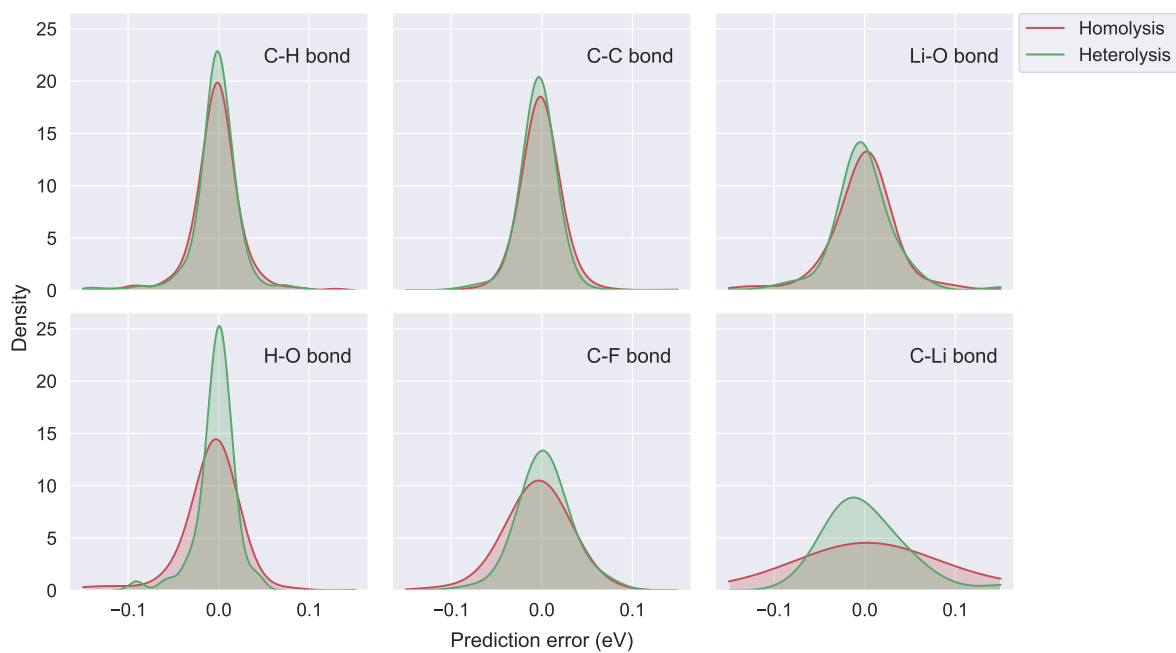 25
20
15
10
5
0
C-H bond
C-C bond
Li-O bond
Homolysis
Heterolysis
Density
25
20
15
10
5
0
H-O bond
C-F bond
C-Li bond
−0.1 0.0 0.1
−0.1 0.0 0.1
−0.1 0.0 0.1
Prediction error (eV)